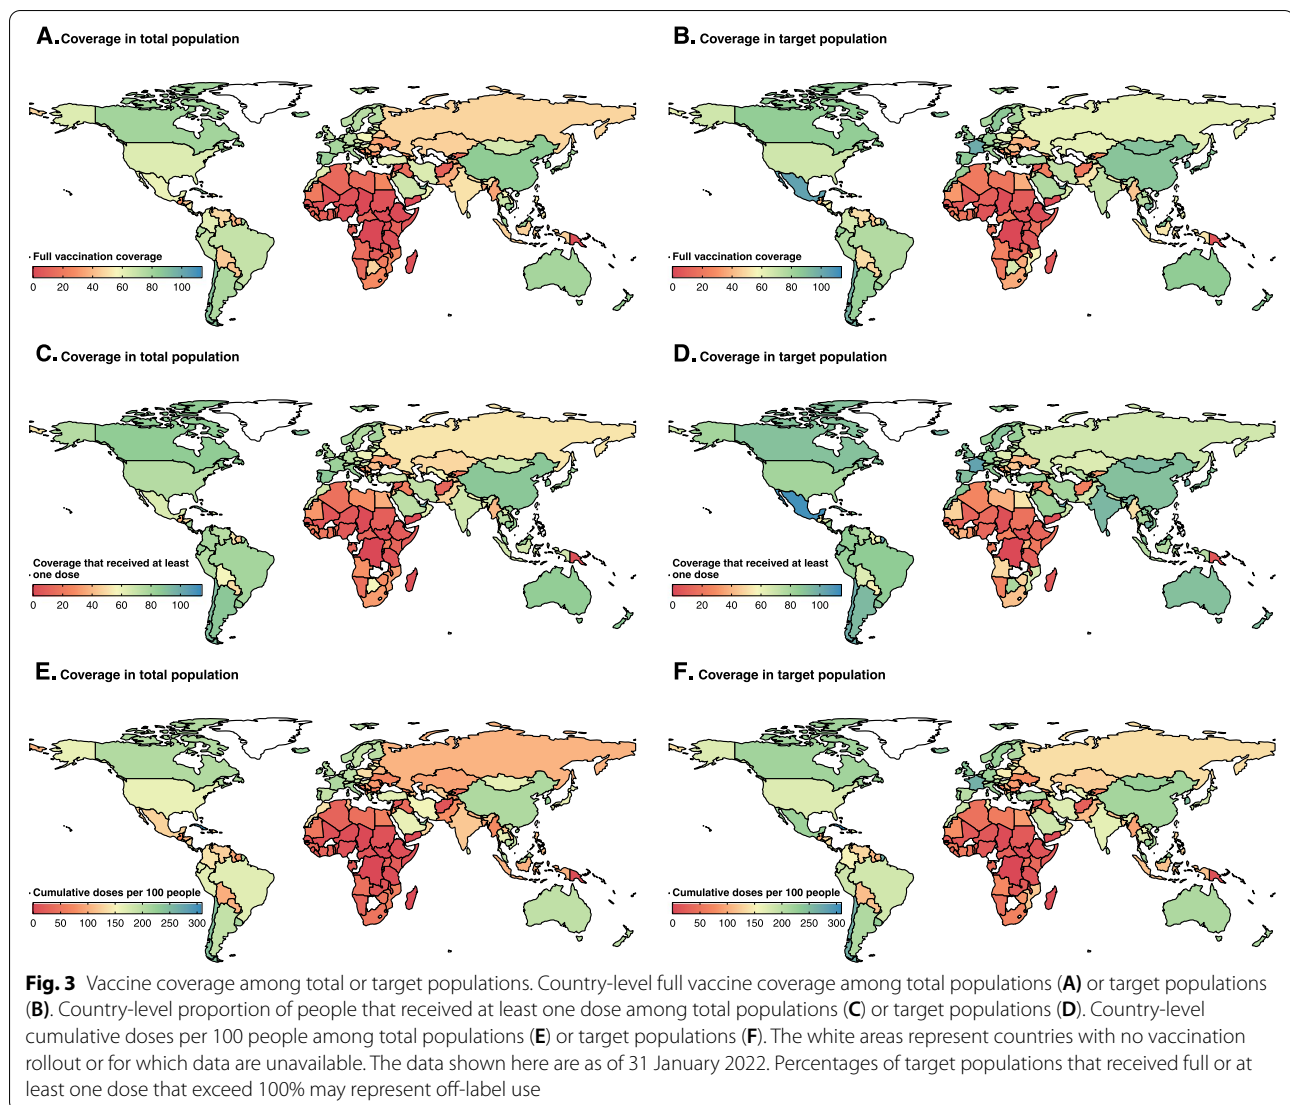 A. Coverage in total population
B. Coverage in target population
Full vaccination coverage
0 20 40 60 80 100
Full vaccination coverage
0 20 40 60 80 100
C. Coverage in total population
D. Coverage in target population
Coverage that received at least
one dose
0 20 40 60 80 100
Coverage that received at least
one dose
0 20 40 60 80 100
E. Coverage in total population
F. Coverage in target population
Cumulative doses per 100 people
0 50 100 150 200 250 300
Cumulative doses per 100 people
0 50 100 150 200 250 300
Fig. 3 Vaccine coverage among total or target populations. Country-level full vaccine coverage among total populations (A) or target populations
(B). Country-level proportion of people that received at least one dose among total populations (C) or target populations (D). Country-level
cumulative doses per 100 people among total populations (E) or target populations (F). The white areas represent countries with no vaccination
rollout or for which data are unavailable. The data shown here are as of 31 January 2022. Percentages of target populations that received full or at
least one dose that exceed 100% may represent off-label use